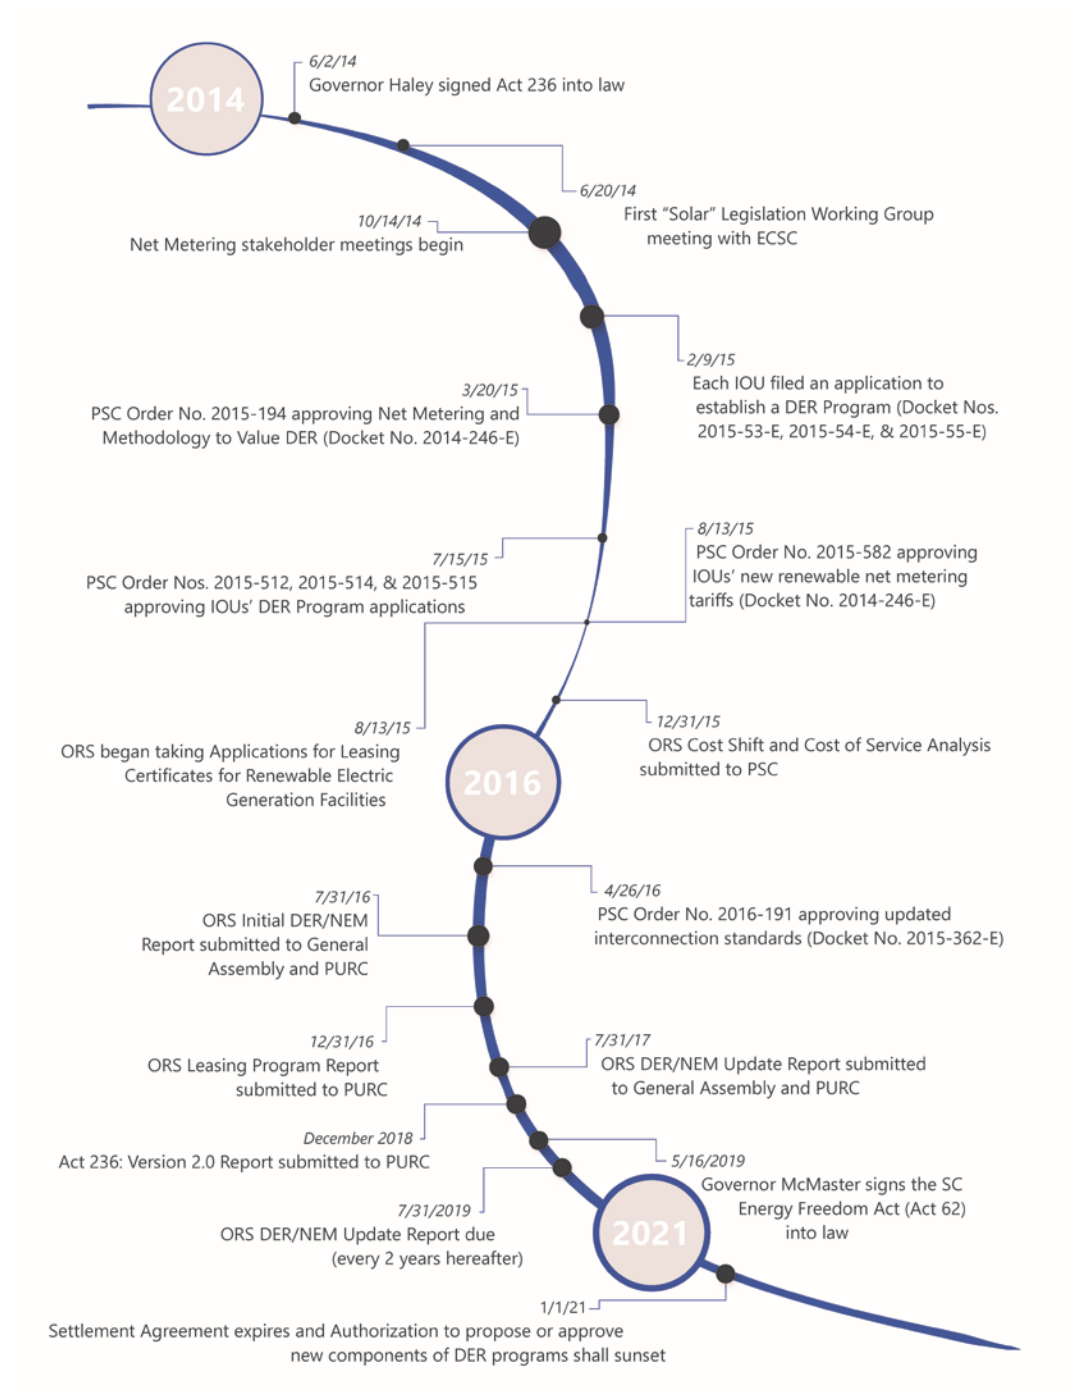 2014
6/2/14
Governor Haley signed Act 236 into law
6/20/14
First “Solar” Legislation Working Group
meeting with ECSC
10/14/14
Net Metering stakeholder meetings begin
2/9/15
Each IOU filed an application to
establish a DER Program (Docket Nos.
2015-53-E, 2015-54-E, & 2015-55-E)
3/20/15
PSC Order No. 2015-194 approving Net Metering and
Methodology to Value DER (Docket No. 2014-246-E)
7/15/15
PSC Order Nos. 2015-512, 2015-514, & 2015-515
approving IOUs’ DER Program applications
8/13/15
PSC Order No. 2015-582 approving
IOUs’ new renewable net metering
tariffs (Docket No. 2014-246-E)
8/13/15
ORS began taking Applications for Leasing
Certificates for Renewable Electric
Generation Facilities
12/31/15
ORS Cost Shift and Cost of Service Analysis
submitted to PSC
2016
4/26/16
PSC Order No. 2016-191 approving updated
interconnection standards (Docket No. 2015-362-E)
7/31/16
ORS Initial DER/NEM
Report submitted to General
Assembly and PURC
12/31/16
ORS Leasing Program Report
submitted to PURC
7/31/17
ORS DER/NEM Update Report submitted
to General Assembly and PURC
December 2018
Act 236: Version 2.0 Report submitted to PURC
5/16/2019
Governor McMaster signs the SC
Energy Freedom Act (Act 62)
into law
7/31/2019
ORS DER/NEM Update Report due
(every 2 years hereafter)
2021
1/1/21
Settlement Agreement expires and Authorization to propose or approve
new components of DER programs shall sunset